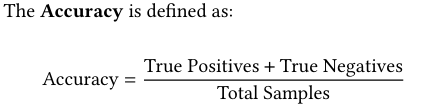 The Accuracy is defined as:
Accuracy = True Positives + True Negatives / Total Samples